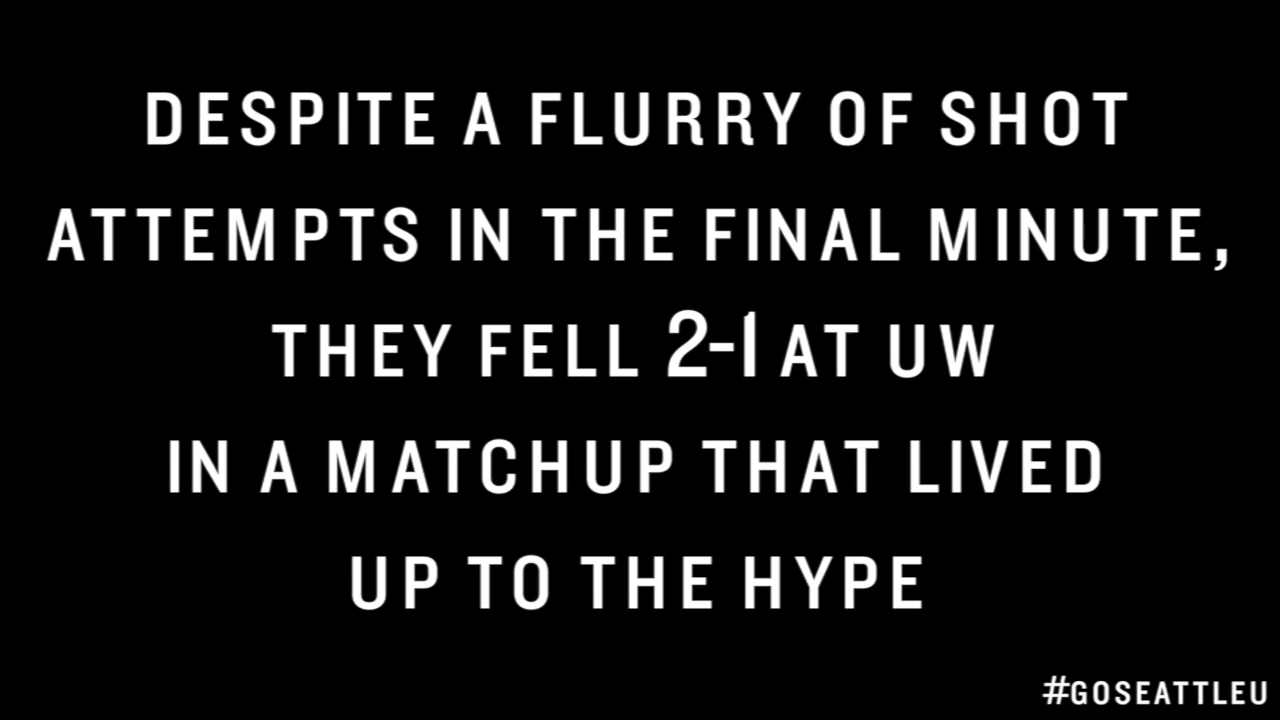 DESPITE A FLURRY OF SHOT
ATTEMPTS IN THE FINAL MINUTE,
THEY FELL 2-1 AT UW
IN A MATCHUP THAT LIVED
UP TO THE HYPE
#GOSEATTLEU